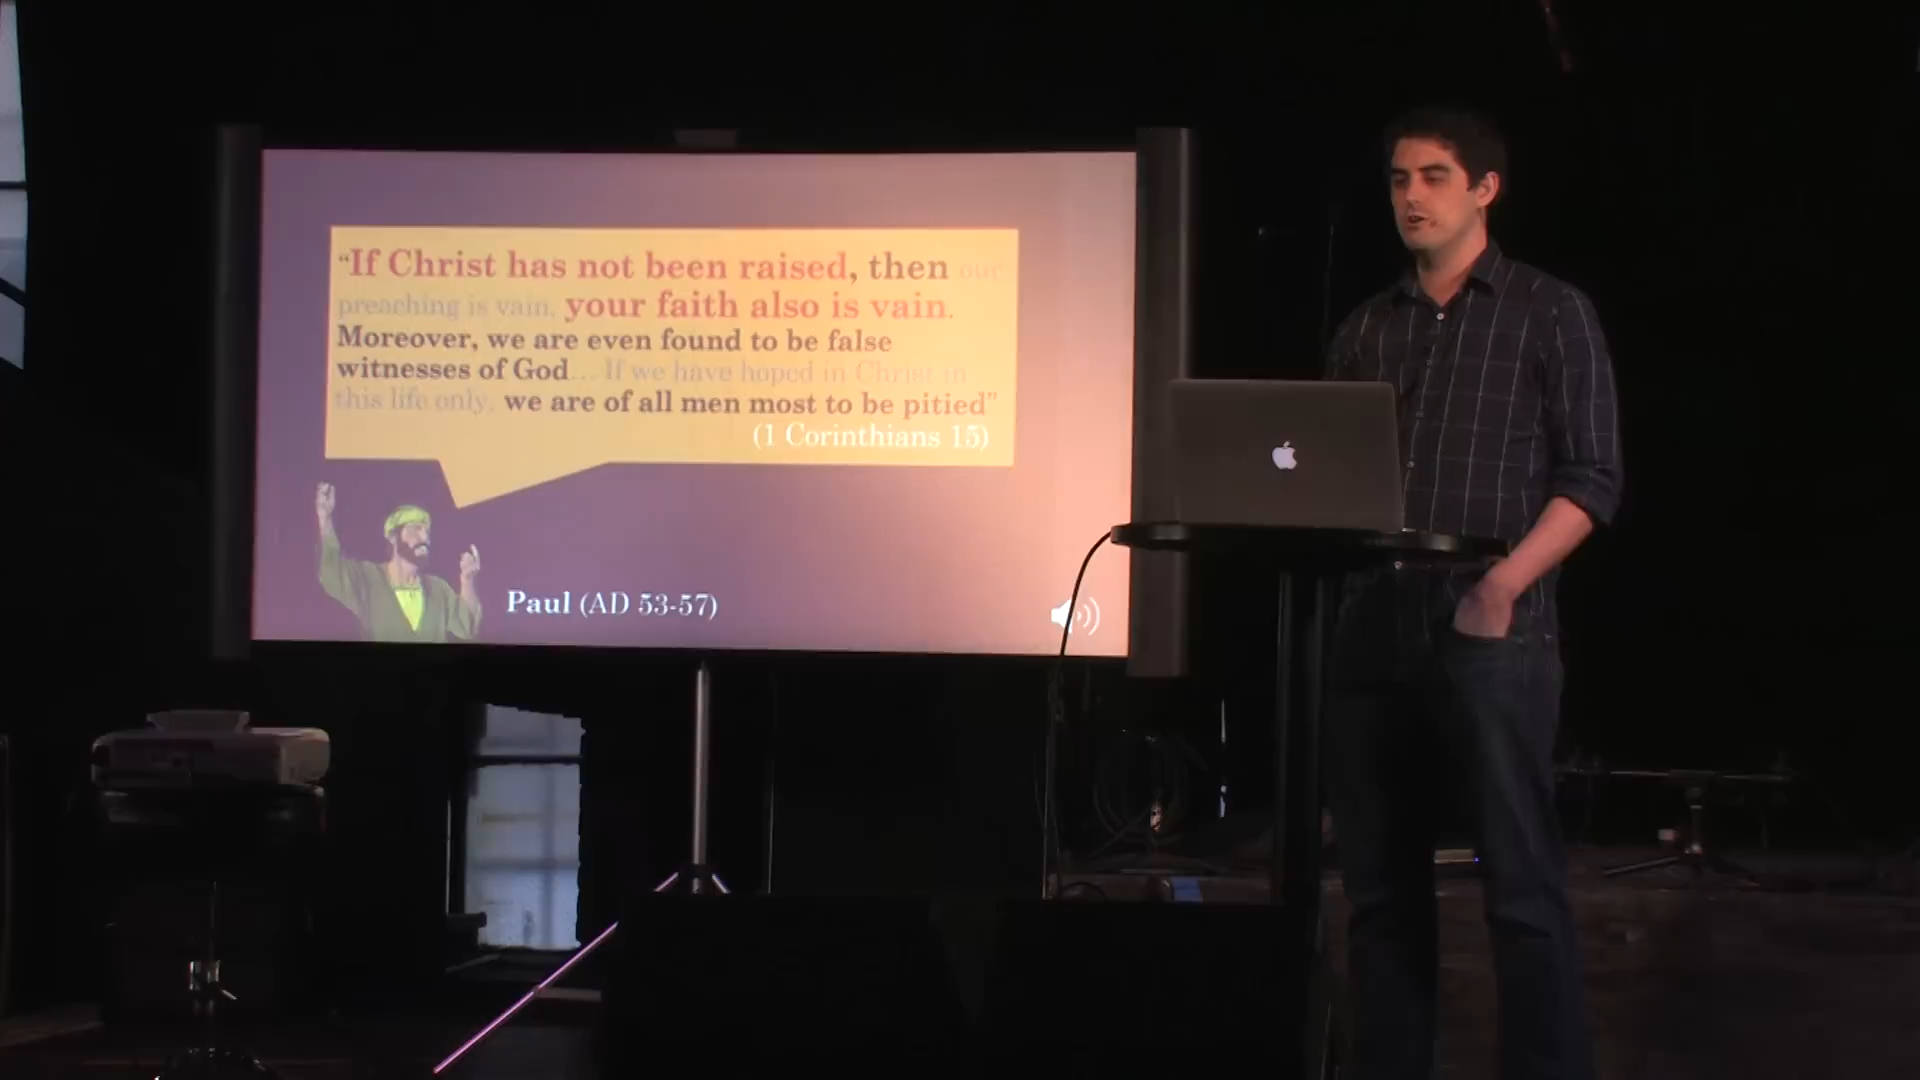 “If Christ has not been raised, then our
preaching is vain, your faith also is vain.
Moreover, we are even found to be false
witnesses of God... If we have hoped in Christ in
this life only, we are of all men most to be pitied”
(1 Corinthians 15)
Paul (AD 53-57)